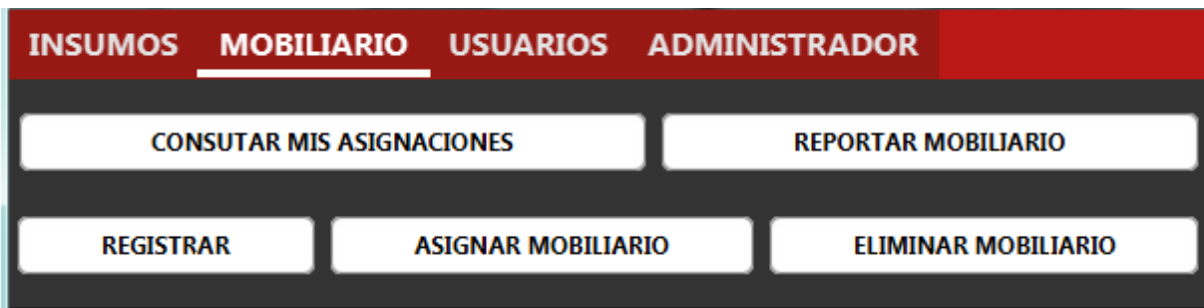 INSUMOS MOBILIARIO USUARIOS ADMINISTRADOR
CONSUTAR MIS ASIGNACIONES REPORTAR MOBILIARIO
REGISTRAR ASIGNAR MOBILIARIO ELIMINAR MOBILIARIO